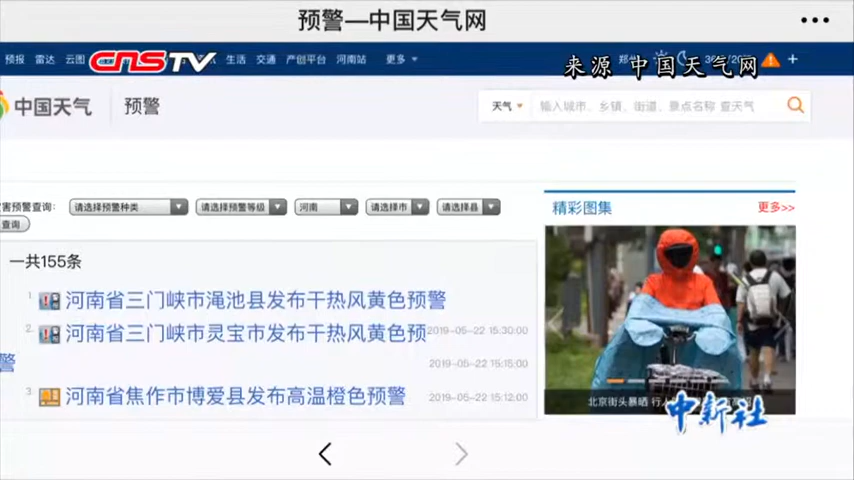 预警—中国天气网
预报 雷达 云图 CNSTV 生活 交通 产创平台 河南站 更多
来源 中国天气网
中国天气 预警
天气 输入城市、乡镇、街道、景点名称 查天气
害预警查询: 请选择预警种类 请选择预警等级 河南 请选择市 请选择县
查询
精彩图集 更多>>
一共155条
1. 河南省三门峡市渑池县发布干热风黄色预警
2019-05-22 15:30:00
2. 河南省三门峡市灵宝市发布干热风黄色预
警
2019-05-22 15:15:00
3. 河南省焦作市博爱县发布高温橙色预警
2019-05-22 15:12:00
北京街头暴晒 行人
中新社